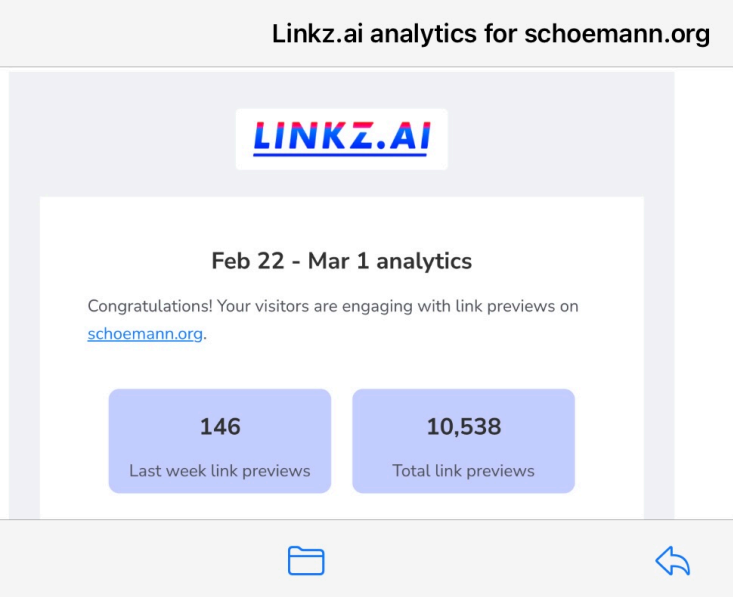 Linkz.ai analytics for schoemann.org
LINKZ.AI
Feb 22 - Mar 1 analytics
Congratulations! Your visitors are engaging with link previews on
schoemann.org.
146
Last week link previews
10,538
Total link previews